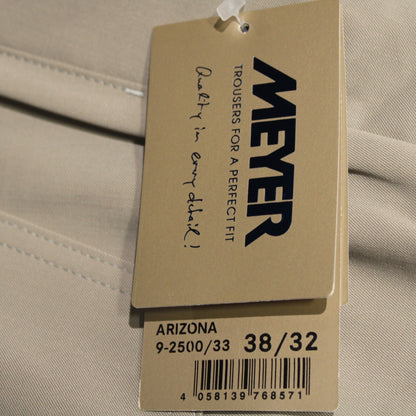 MEYER
TROUSERS FOR A PERFECT FIT
Quality in every detail!
ARIZONA
9-2500/33 38/32
4 058139 768571